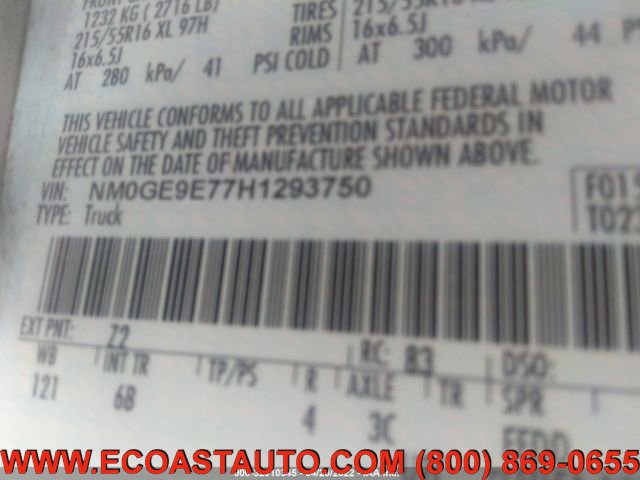 1232 KG ( 2716 LB)
215/55R16 XL 97H TIRES 215/55R16
16x6.5J RIMS 16x6.5J
AT 280 kPa/ 41 PSI COLD AT 300 kPa/ 44
THIS VEHICLE CONFORMS TO ALL APPLICABLE FEDERAL MOTOR
VEHICLE SAFETY AND THEFT PREVENTION STANDARDS IN
EFFECT ON THE DATE OF MANUFACTURE SHOWN ABOVE.
VIN: NM0GE9E77H1293750
TYPE: Truck
EXT PNT: Z2 RC: 83 DSO:
WB INT TR TP/PS R AXLE TR SPR
121 6B 4 3C
WWW.ECOASTAUTO.COM (800) 869-0655